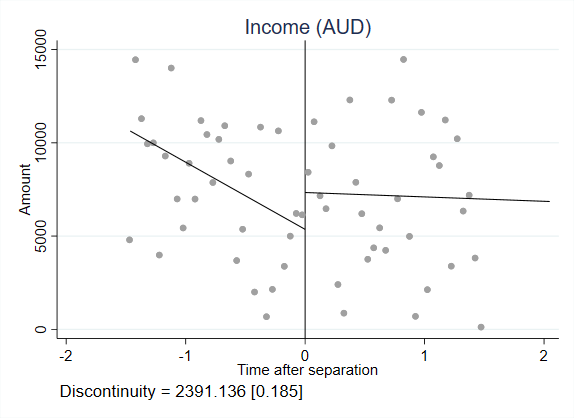 Income (AUD)
15000
10000
5000
0
Amount
-2
-1
0
1
2
Time after separation
Discontinuity = 2391.136 [0.185]